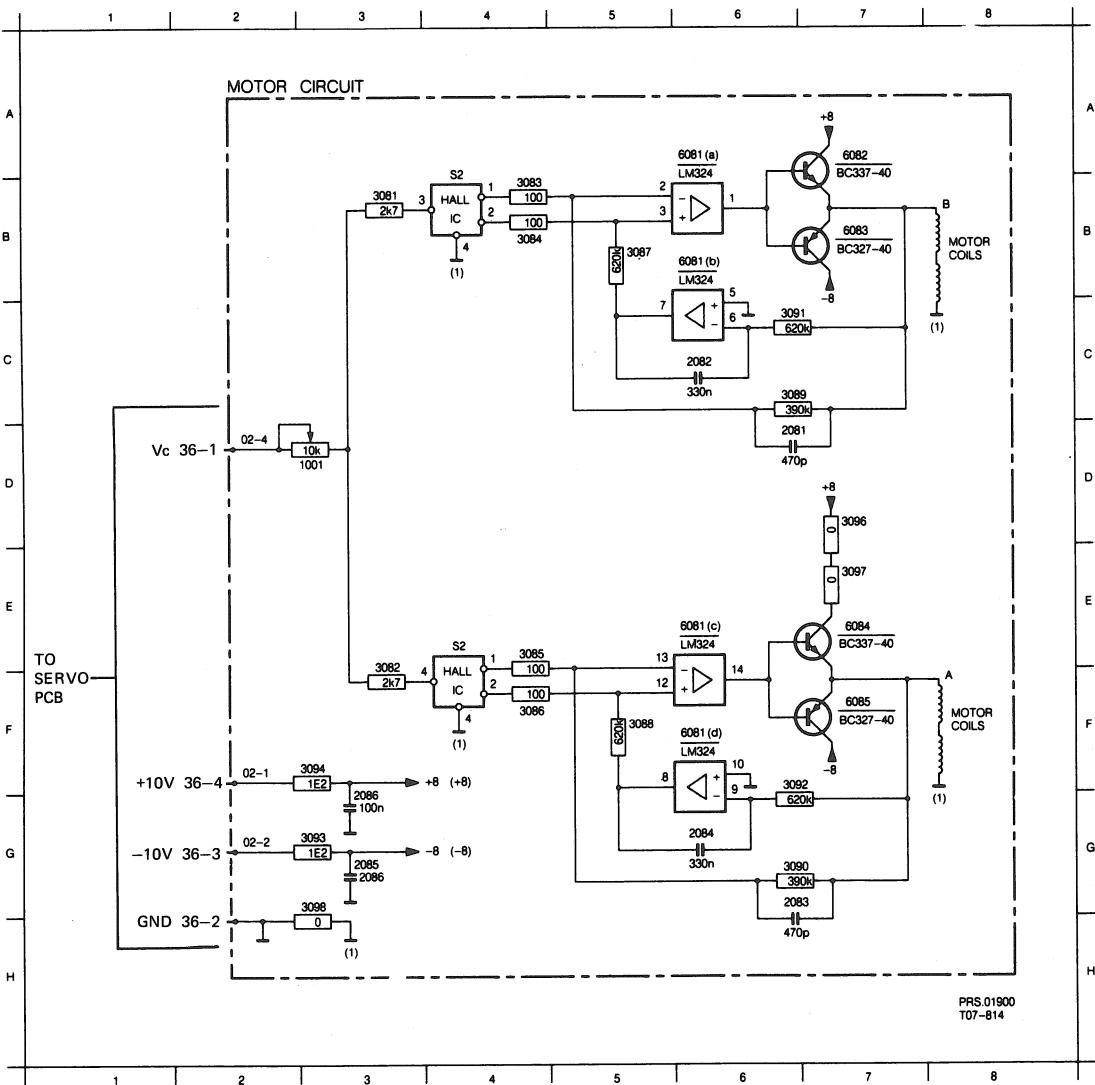 1 2 3 4 5 6 7 8
MOTOR CIRCUIT
A A
+8
6081 (a)
LM324
6082
BC337-40
S2
3081
2k7
3
HALL
IC
1
2
4
(1)
3083
100
100
3084
2
3
−
+
1
B B
B
6083
BC327-40
MOTOR
COILS
3087
620k
6081 (b)
LM324
-8
7
5
+
6
−
3091
620k
(1)
C C
2082
330n
3089
390k
2081
470p
Vc 36-1
02-4
10k
1001
D D
+8
0
3096
0
3097
E E
6081 (c)
LM324
6084
BC337-40
TO
SERVO
PCB
S2
3082
2k7
4
HALL
IC
1
2
4
(1)
3085
100
100
3086
13
12
−
+
14
A
6085
BC327-40
MOTOR
COILS
F F
3088
620k
6081 (d)
LM324
-8
+10V 36-4
02-1
3094
1E2
+8 (+8)
2086
100n
8
10
+
9
−
3092
620k
(1)
-10V 36-3
02-2
3093
1E2
-8 (-8)
2085
2086
G G
2084
330n
3090
390k
2083
470p
GND 36-2
3098
0
(1)
H H
PRS.01900
T07-814
1 2 3 4 5 6 7 8